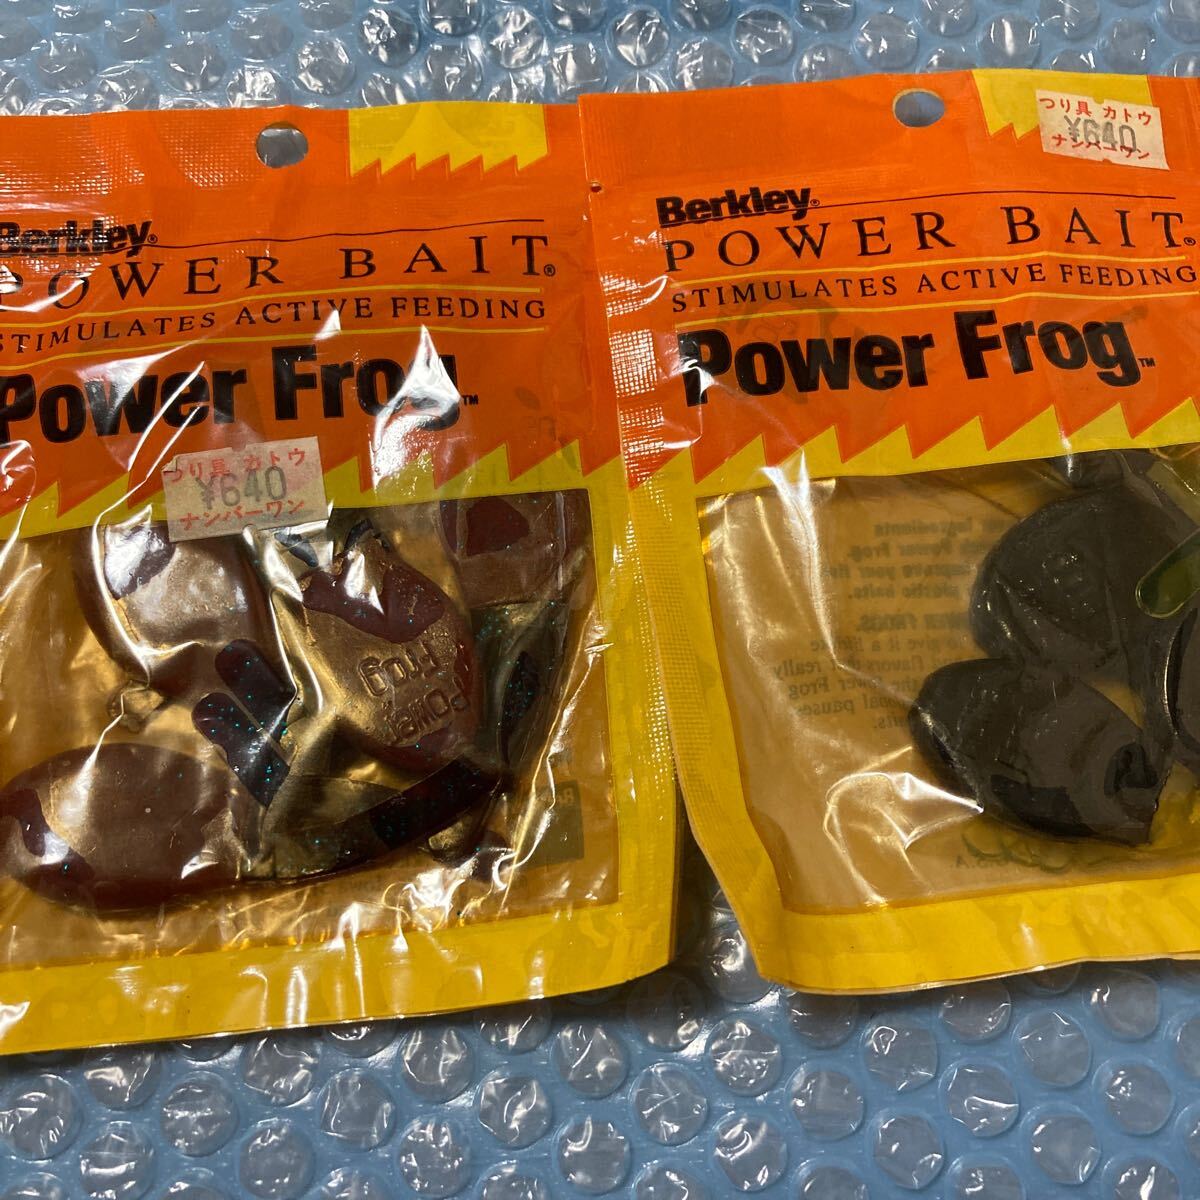 Berkley®
POWER BAIT®
STIMULATES ACTIVE FEEDING
Power Frog™
つり具 カトウ
¥640
ナンバーワン
POWER
Frog
つり具 カトウ
¥640
ナンバーワン
Berkley®
POWER BAIT®
STIMULATES ACTIVE FEEDING
Power Frog™